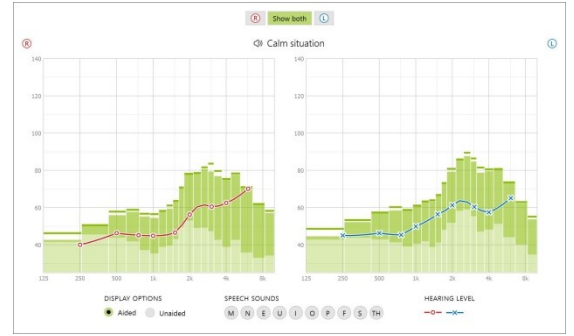 R Show both L
R Calm situation L
140 140
120 120
100 100
80 80
60 60
40 40
125 250 500 1k 2k 4k 8k 125 250 500 1k 2k 4k 8k
DISPLAY OPTIONS SPEECH SOUNDS HEARING LEVEL
Aided Unaided M N E U I O P F S TH